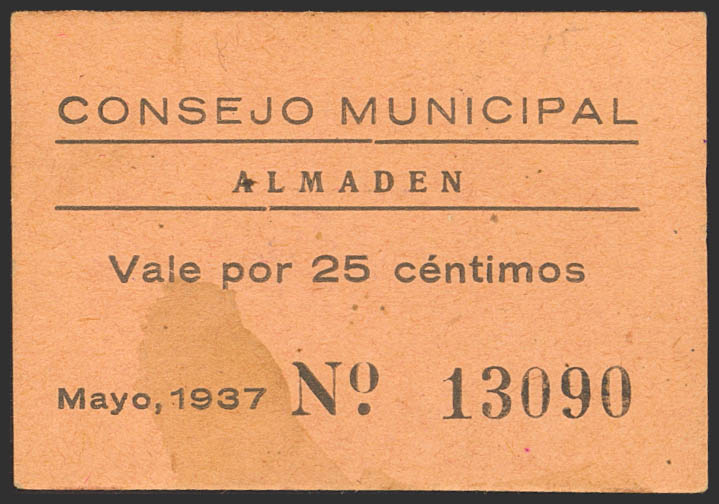 CONSEJO MUNICIPAL
ALMADEN
Vale por 25 céntimos
Mayo, 1937 Nº. 13090